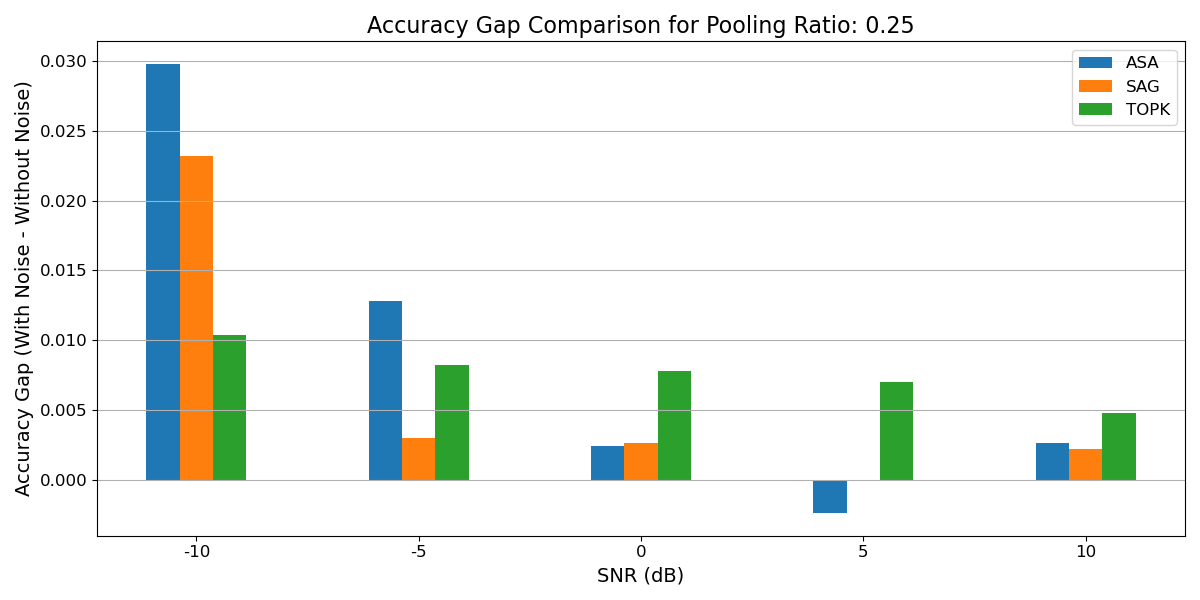 Accuracy Gap Comparison for Pooling Ratio: 0.25
Accuracy Gap (With Noise - Without Noise)
0.030
0.025
0.020
0.015
0.010
0.005
0.000
ASA
SAG
TOPK
-10
-5
0
5
10
SNR (dB)